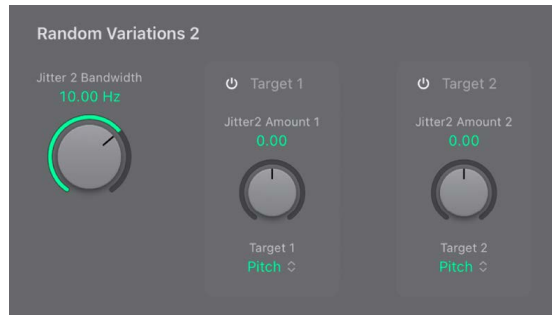 Random Variations 2
Jitter 2 Bandwidth
10.00 Hz
Target 1
Jitter2 Amount 1
0.00
Target 1
Pitch
Target 2
Jitter2 Amount 2
0.00
Target 2
Pitch